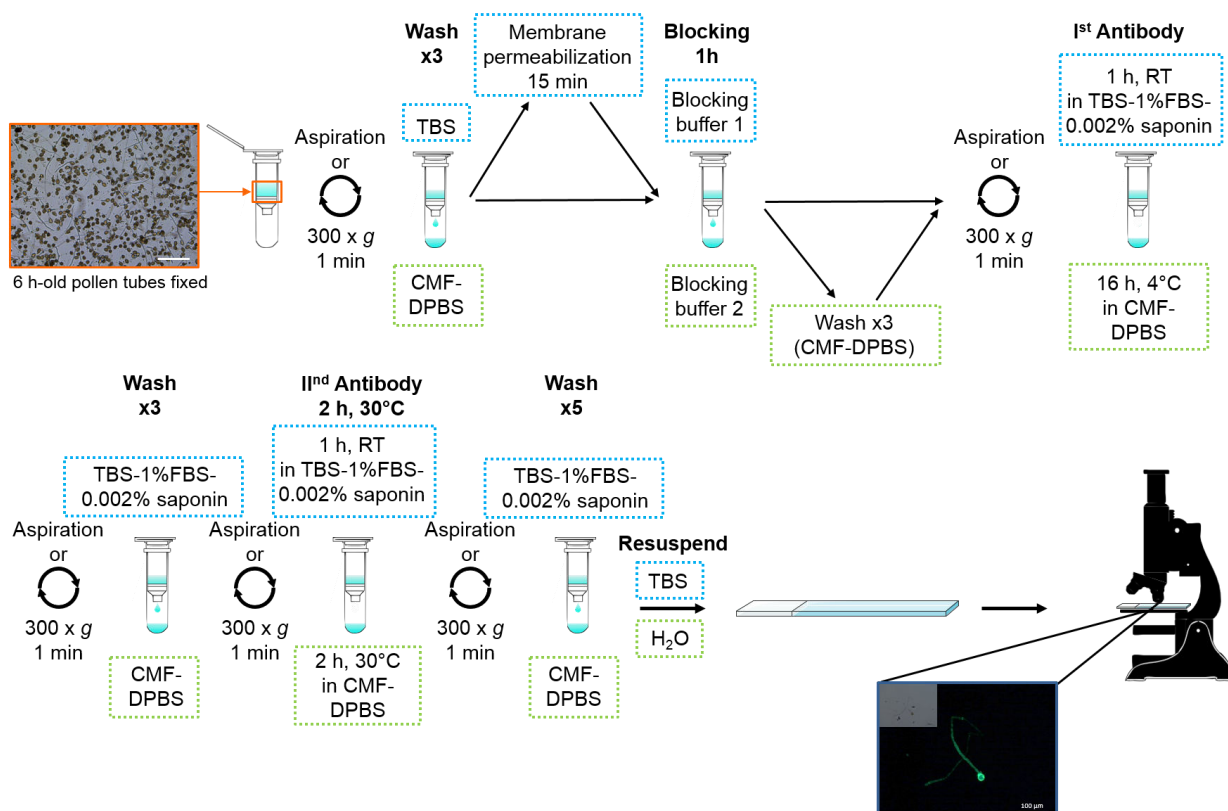 Wash
x3
Membrane
permeabilization
15 min
Blocking
1h
Ist Antibody
TBS
Blocking
buffer 1
1 h, RT
in TBS-1%FBS-
0.002% saponin
Aspiration
or
300 x g
1 min
Aspiration
or
300 x g
1 min
6 h-old pollen tubes fixed
CMF-
DPBS
Blocking
buffer 2
Wash x3
(CMF-DPBS)
16 h, 4°C
in CMF-
DPBS
Wash
x3
IInd Antibody
2 h, 30°C
Wash
x5
TBS-1%FBS-
0.002% saponin
1 h, RT
in TBS-1%FBS-
0.002% saponin
TBS-1%FBS-
0.002% saponin
Aspiration
or
300 x g
1 min
Aspiration
or
300 x g
1 min
Aspiration
or
300 x g
1 min
CMF-
DPBS
2 h, 30°C
in CMF-
DPBS
CMF-
DPBS
Resuspend
TBS
H2O
100 µm